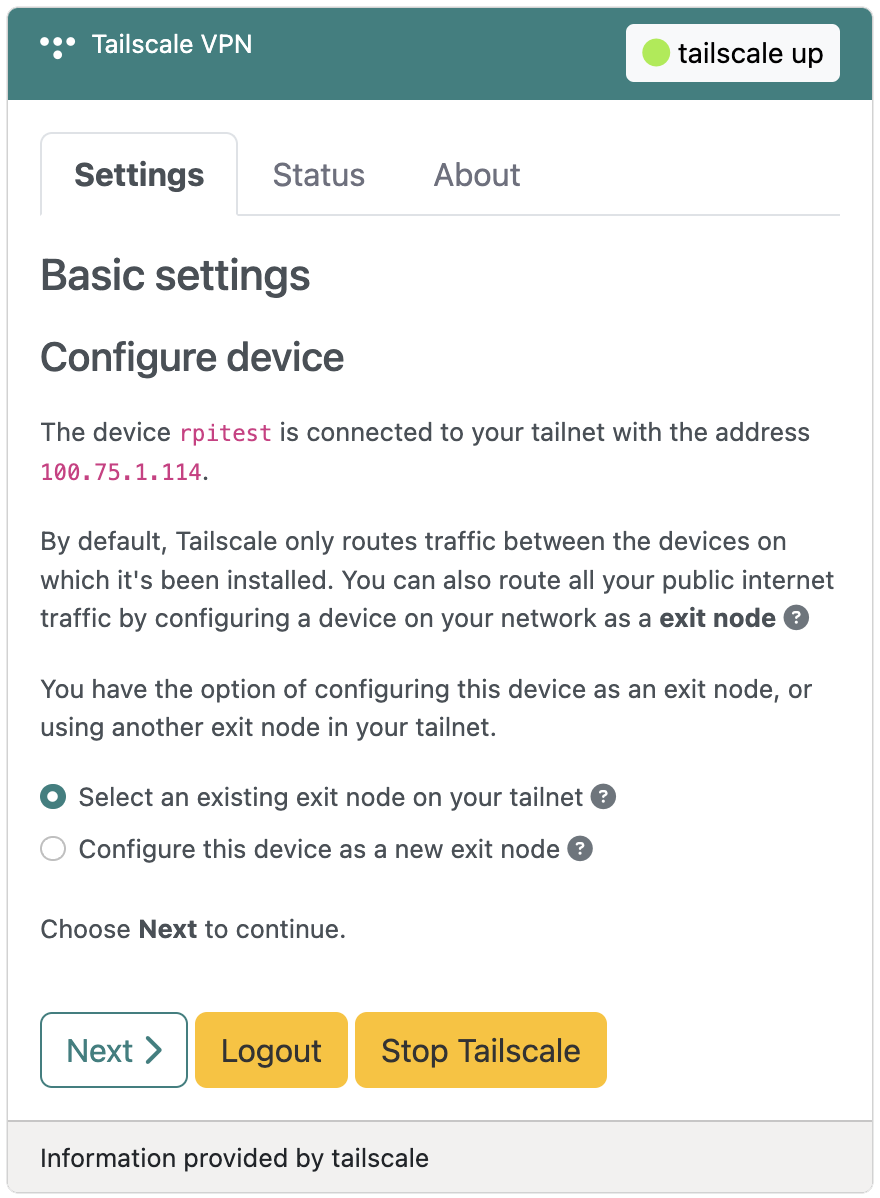 Tailscale VPN
tailscale up
Settings
Status
About
Basic settings
Configure device
The device rpitest is connected to your tailnet with the address
100.75.1.114.
By default, Tailscale only routes traffic between the devices on
which it's been installed. You can also route all your public internet
traffic by configuring a device on your network as a exit node ?
You have the option of configuring this device as an exit node, or
using another exit node in your tailnet.
Select an existing exit node on your tailnet ?
Configure this device as a new exit node ?
Choose Next to continue.
Next
Logout
Stop Tailscale
Information provided by tailscale